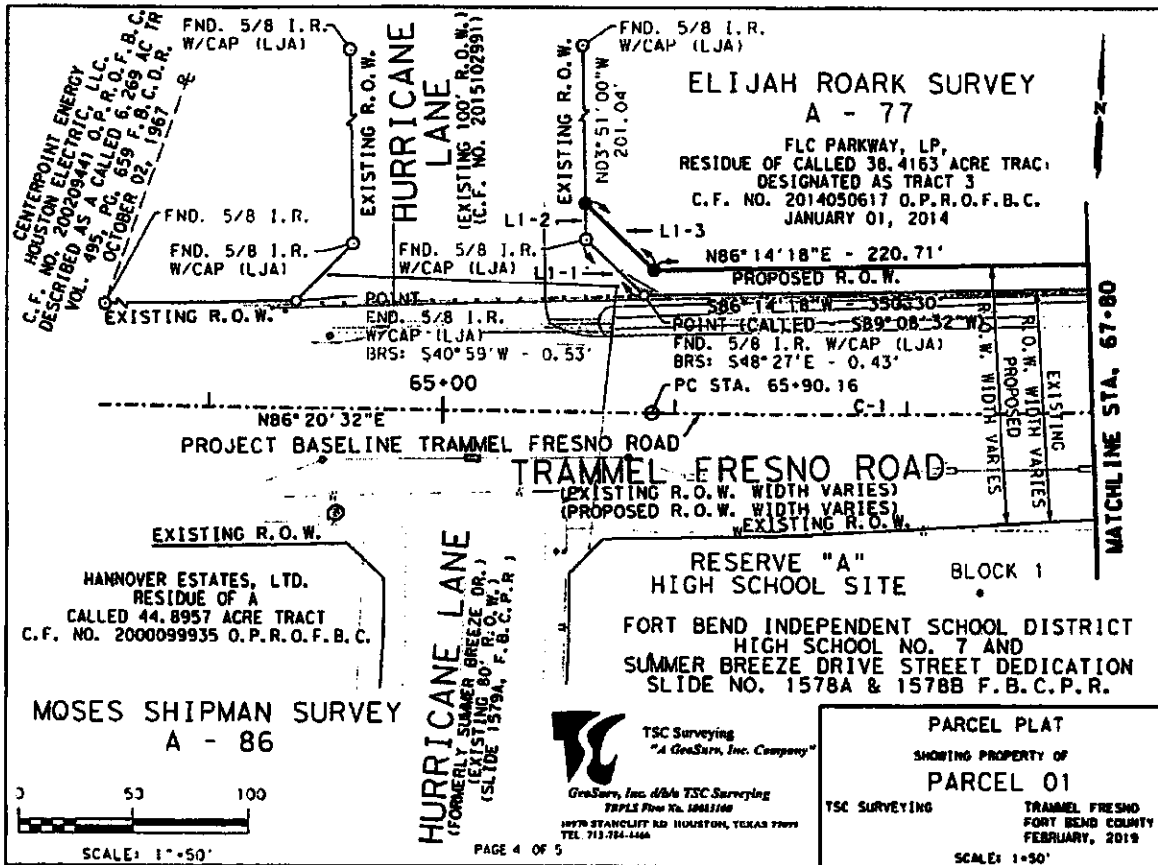 CENTERPOINT ENERGY
HOUSTON ELECTRIC, LLC.
C.F. NO. 200209441 O.P.R.O.F.B.C.
DESCRIBED AS A CALLED 6.269 AC TR
VOL. 495, PG. 659 F.B.C.D.R.
OCTOBER 02, 1967
FND. 5/8 I.R.
W/CAP (LJA)
EXISTING R.O.W.
HURRICANE
LANE
(EXISTING 100' R.O.W.)
(C.F. NO. 2015102991)
FND. 5/8 I.R.
W/CAP (LJA)
EXISTING R.O.W.
N03°51'00"W
201.04'
ELIJAH ROARK SURVEY
A - 77
FLC PARKWAY, LP,
RESIDUE OF CALLED 38.4163 ACRE TRAC
DESIGNATED AS TRACT 3
C.F. NO. 2014050617 O.P.R.O.F.B.C.
JANUARY 01, 2014
FND. 5/8 I.R.
FND. 5/8 I.R.
W/CAP (LJA)
FND. 5/8 I.R.
W/CAP (LJA)
L1-2
L1-3
L1-1
N86°14'18"E - 220.71'
PROPOSED R.O.W.
EXISTING R.O.W.
S86°14'18"W - 350.30'
POINT
FND. 5/8 I.R.
W/CAP (LJA)
BRS: S40°59'W - 0.53'
POINT (CALLED - S89°08'32"W)
FND. 5/8 I.R. W/CAP (LJA)
BRS: S48°27'E - 0.43'
65+00
PC STA. 65+90.16
C-1
N86°20'32"E
PROJECT BASELINE TRAMMEL FRESNO ROAD
PROPOSED
R.O.W. WIDTH VARIES
EXISTING
R.O.W. WIDTH VARIES
MATCHLINE STA. 67+80
TRAMMEL FRESNO ROAD
(EXISTING R.O.W. WIDTH VARIES)
(PROPOSED R.O.W. WIDTH VARIES)
EXISTING R.O.W.
EXISTING R.O.W.
HANNOVER ESTATES, LTD.
RESIDUE OF A
CALLED 44.8957 ACRE TRACT
C.F. NO. 2000099935 O.P.R.O.F.B.C.
HURRICANE LANE
(FORMERLY SUMMER BREEZE DR.)
(EXISTING 80' R.O.W.)
(SLIDE 1579A, F.B.C.P.R)
RESERVE "A"
HIGH SCHOOL SITE
BLOCK 1
FORT BEND INDEPENDENT SCHOOL DISTRICT
HIGH SCHOOL NO. 7 AND
SUMMER BREEZE DRIVE STREET DEDICATION
SLIDE NO. 1578A & 1578B F.B.C.P.R.
MOSES SHIPMAN SURVEY
A - 86
0 50 100
SCALE: 1"=50'
TSC Surveying
"A GeoSurv, Inc. Company"
GeoSurv, Inc. d/b/a TSC Surveying
TBPLS Firm No.
STANCLIFT RD HOUSTON, TEXAS
TEL.
PAGE 4 OF 5
PARCEL PLAT
SHOWING PROPERTY OF
PARCEL 01
TSC SURVEYING
TRAMMEL FRESNO
FORT BEND COUNTY
FEBRUARY, 2019
SCALE: 1=50'